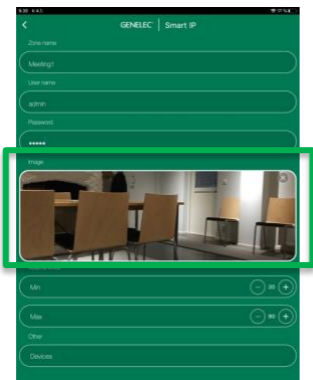 GENELEC | Smart IP
Zone name
Meeting1
User name
admin
Password
•••••
Image
Min
Max
Other
Devices